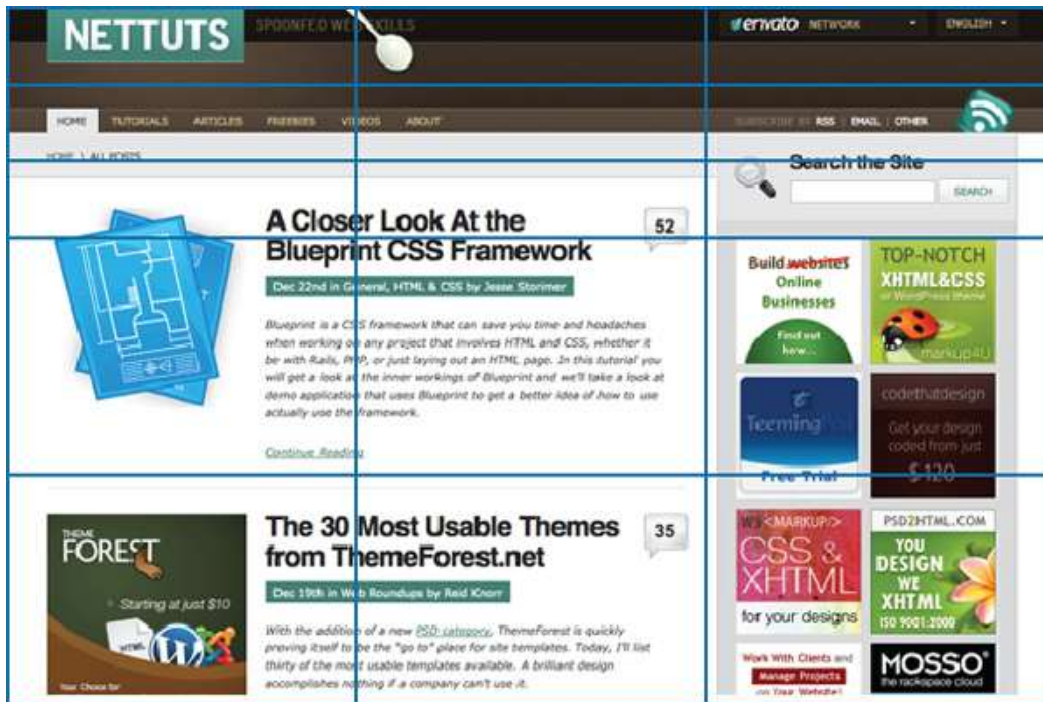 NETTUTS
SPOONFED WEB SKILLS
envato NETWORK
ENGLISH
HOME TUTORIALS ARTICLES FREEBIES VIDEOS ABOUT
SUBSCRIBE BY RSS | EMAIL | OTHER
HOME \ ALL POSTS
Search the Site
SEARCH
A Closer Look At the
Blueprint CSS Framework
52
Dec 22nd in General, HTML & CSS by Jesse Storimer
Blueprint is a CSS framework that can save you time and headaches
when working on any project that involves HTML and CSS, whether it
be with Rails, PHP, or just laying out an HTML page. In this tutorial you
will get a look at the inner workings of Blueprint and we'll take a look at
demo application that uses Blueprint to get a better idea of how to use
actually use the framework.
Continue Reading
Build websites
Online
Businesses
Find out
how...
TOP-NOTCH
XHTML&CSS
or WordPress theme
markup4U
Teeming
Free Trial
codethatdesign
Get your design
coded from just
$120
THEME
FOREST
Starting at just $10
HTML
Your Choice for
The 30 Most Usable Themes
from ThemeForest.net
35
Dec 19th in Web Roundups by Reid Knorr
With the addition of a new PSD category, ThemeForest is quickly
proving itself to be the "go to" place for site templates. Today, I'll list
thirty of the most usable templates available. A brilliant design
accomplishes nothing if a company can't use it.
W3 <MARKUP/>
CSS &
XHTML
for your designs
PSD2HTML.COM
YOU
DESIGN
WE
XHTML
ISO 9001:2000
Work With Clients and
Manage Projects
on Your Website!
MOSSO
the rackspace cloud